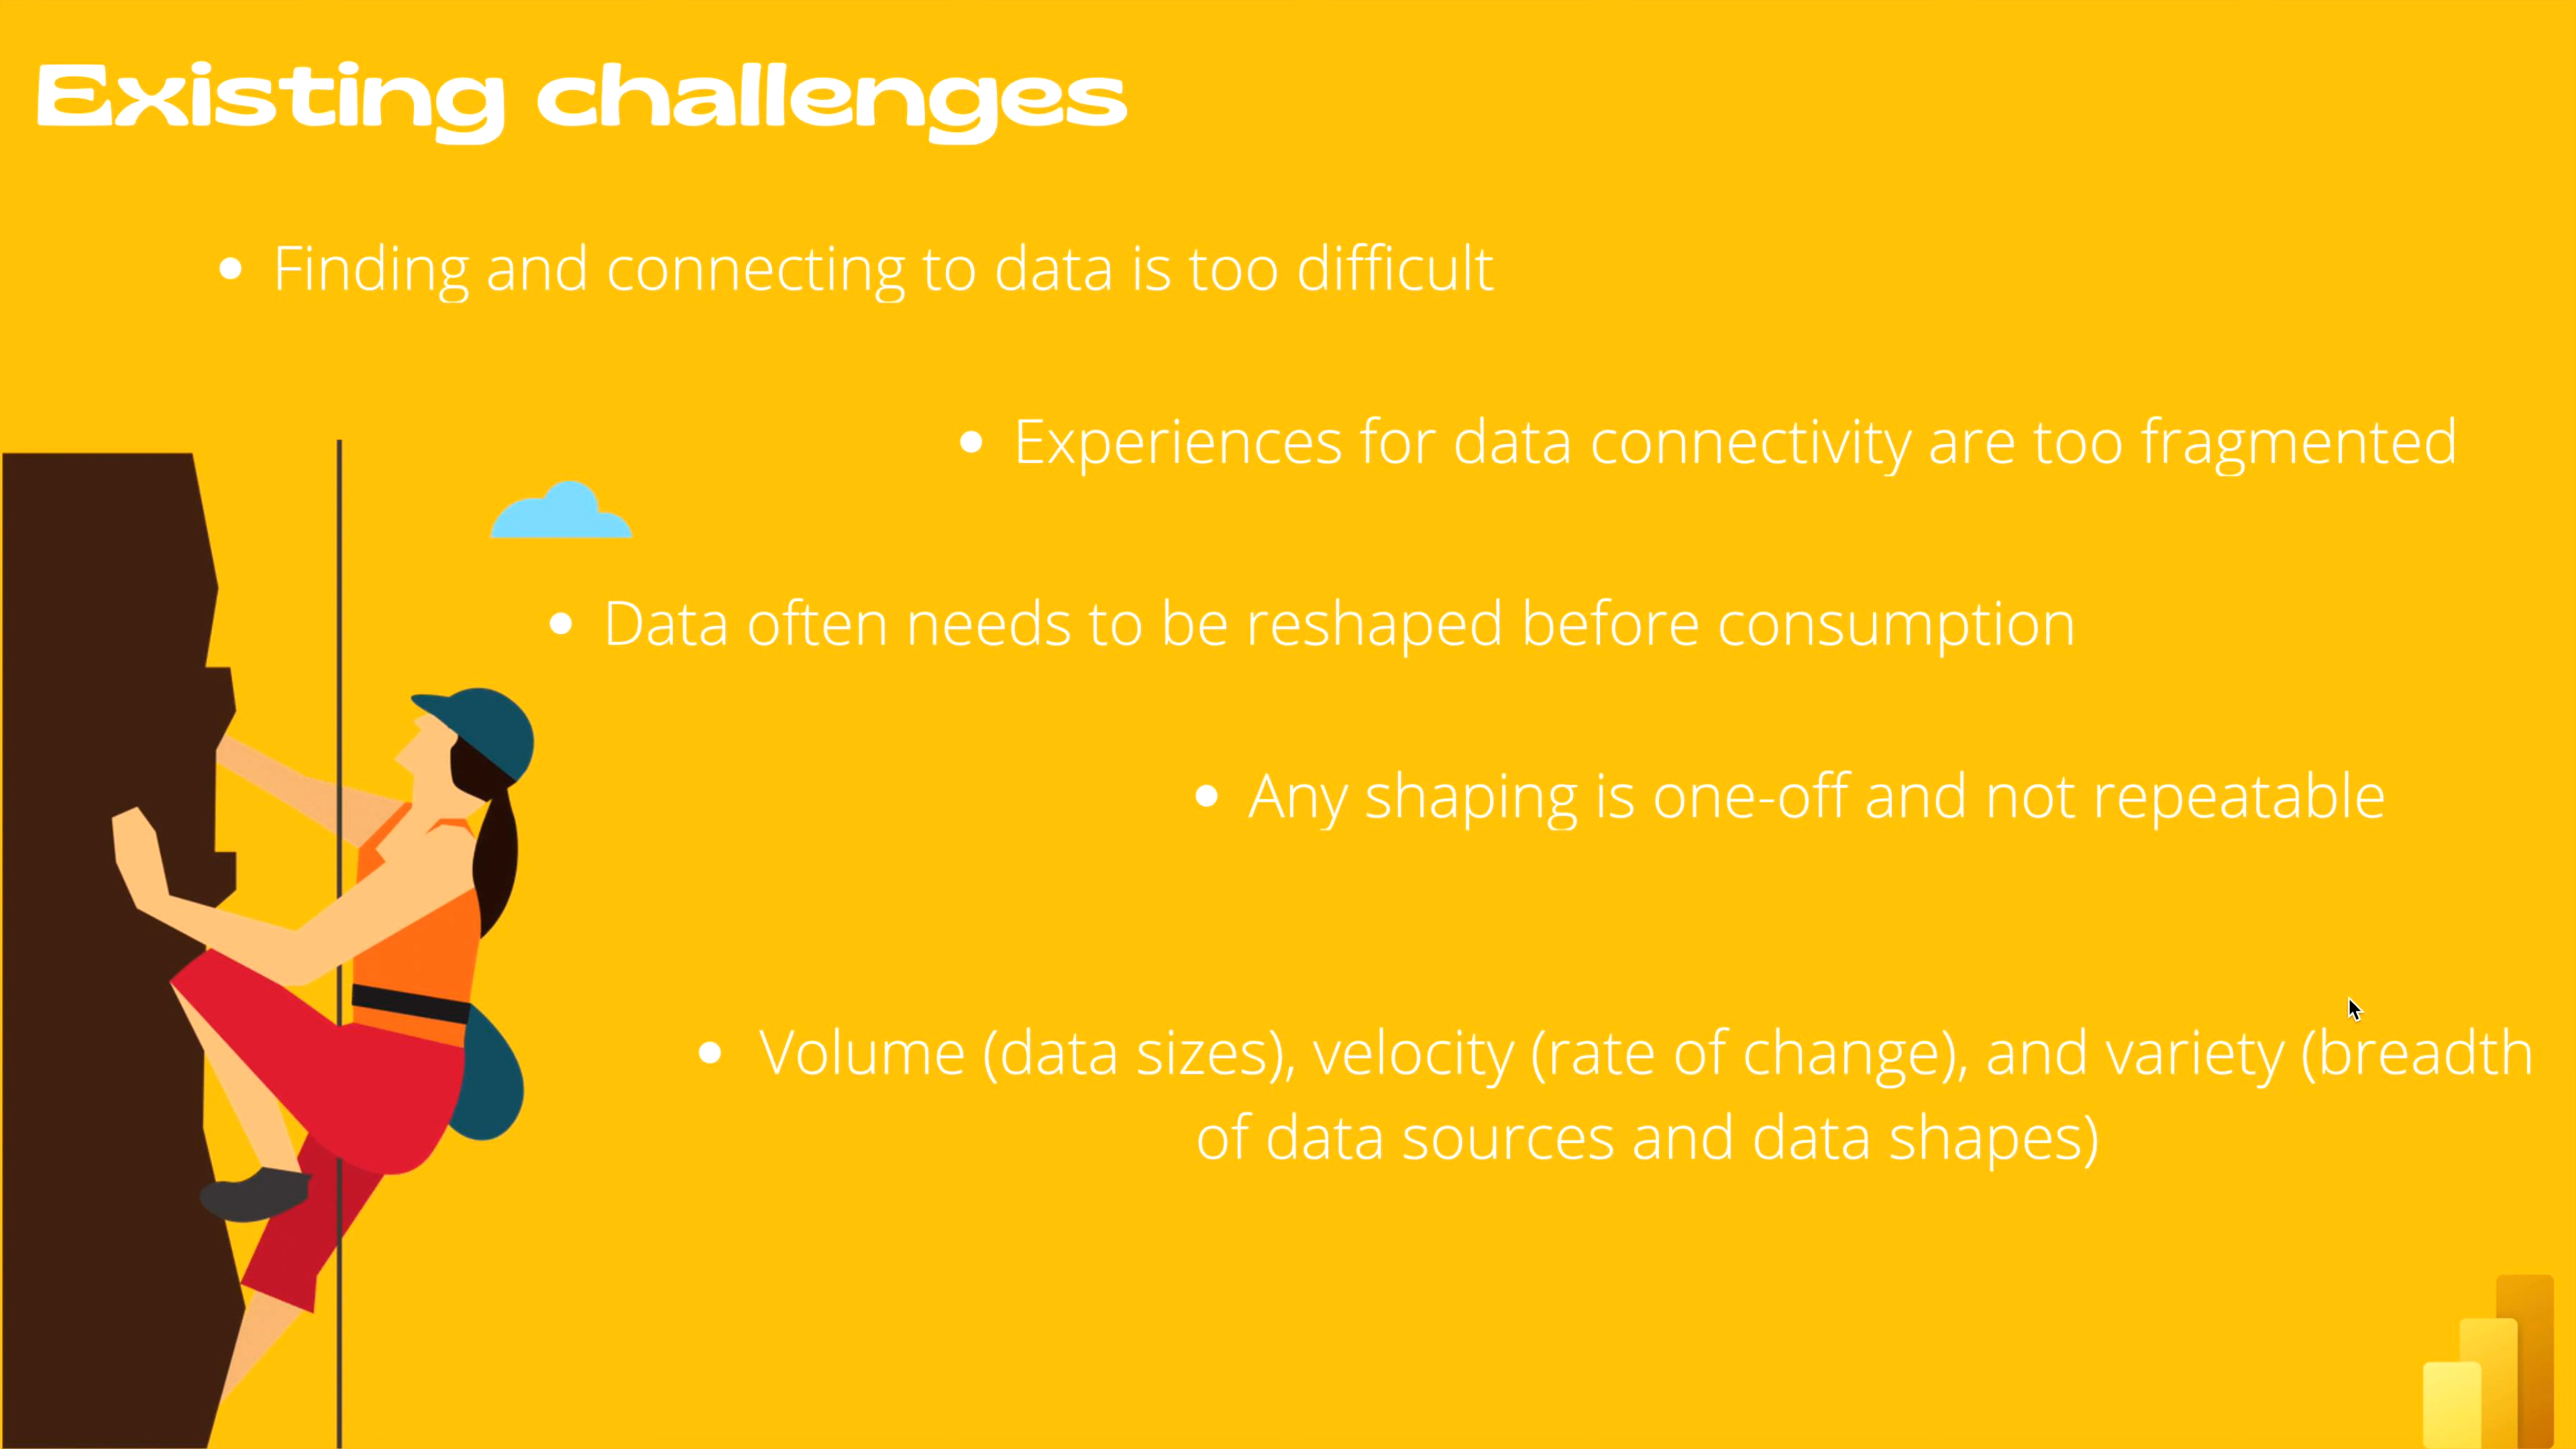 Existing challenges
• Finding and connecting to data is too difficult
• Experiences for data connectivity are too fragmented
• Data often needs to be reshaped before consumption
• Any shaping is one-off and not repeatable
• Volume (data sizes), velocity (rate of change), and variety (breadth
of data sources and data shapes)